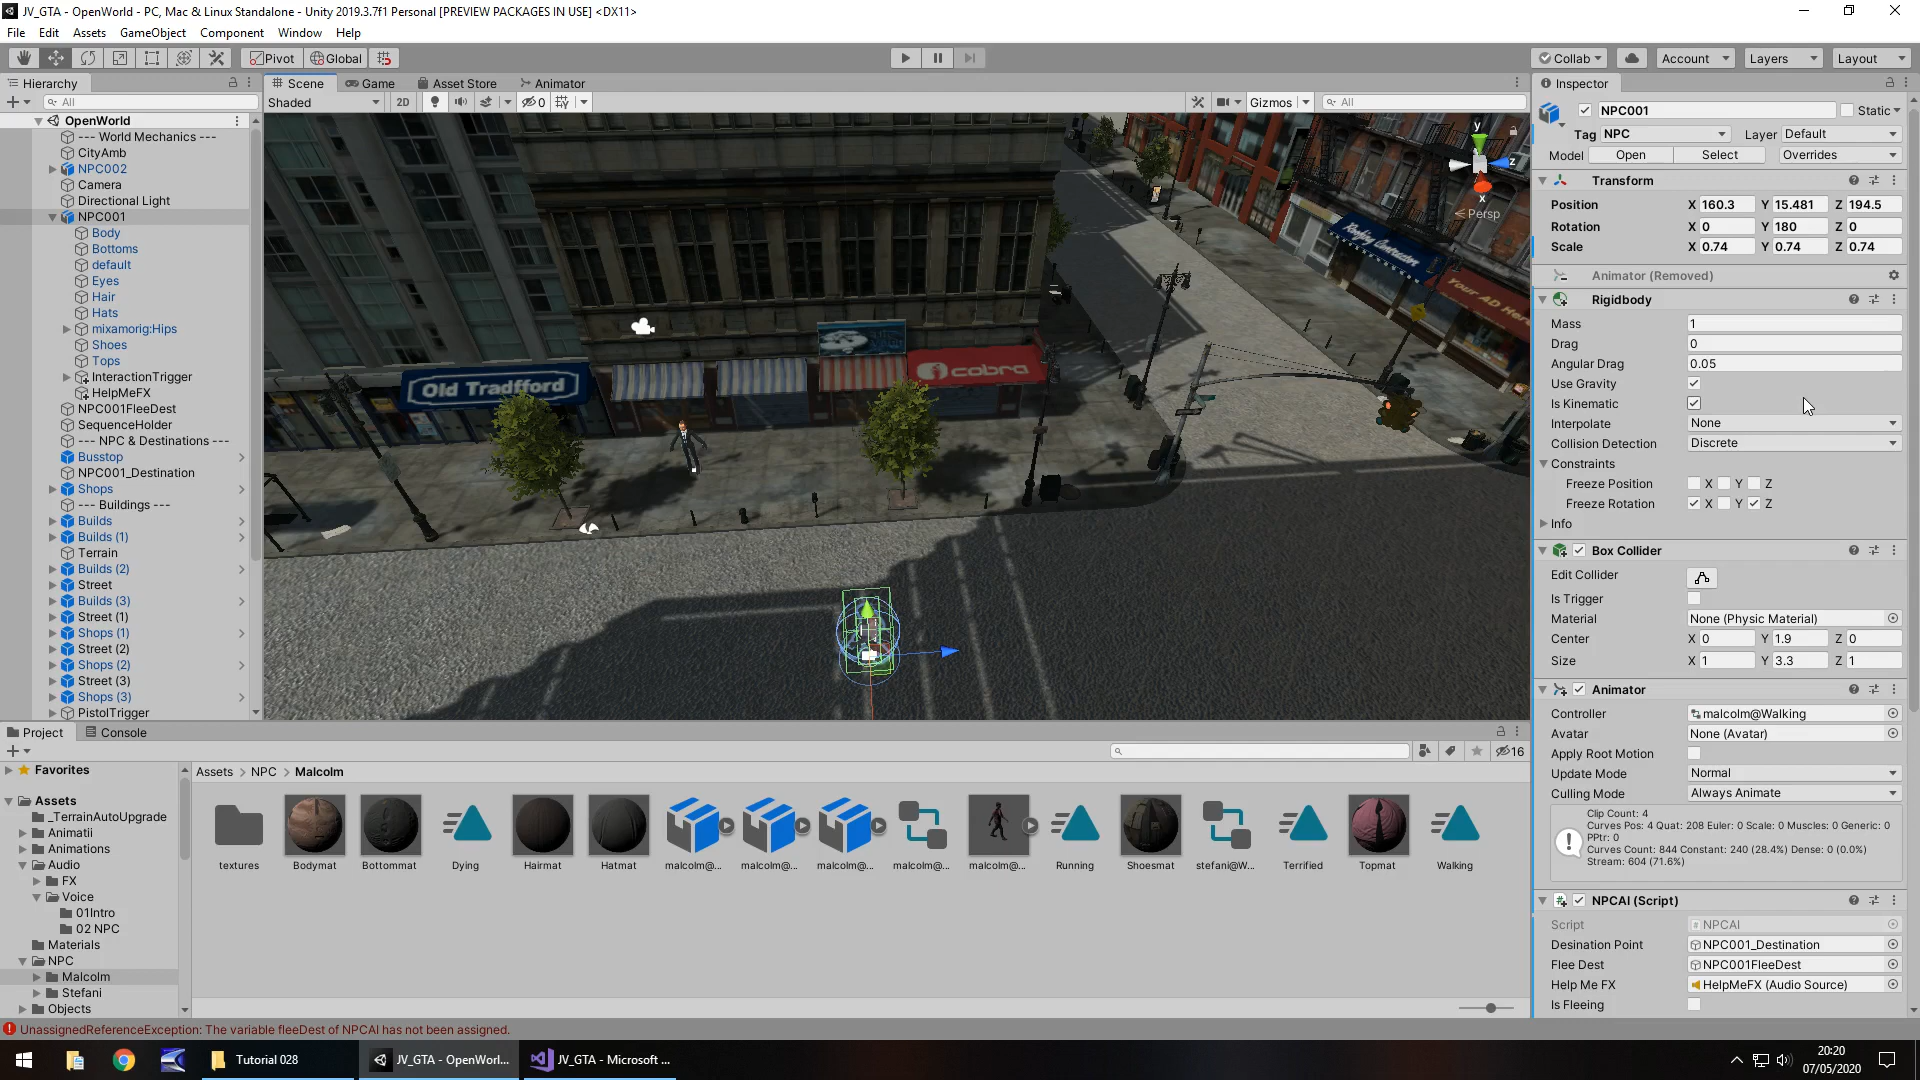 JV_GTA - OpenWorld - PC, Mac & Linux Standalone - Unity 2019.3.7f1 Personal [PREVIEW PACKAGES IN USE] <DX11>
File Edit Assets GameObject Component Window Help
Pivot Global Collab Account Layers Layout
Hierarchy
All
OpenWorld
--- World Mechanics ---
CityAmb
NPC002
Camera
Directional Light
NPC001
Body
Bottoms
default
Eyes
Hair
Hats
mixamorig:Hips
Shoes
Tops
InteractionTrigger
HelpMeFX
NPC001FleeDest
SequenceHolder
--- NPC & Destinations ---
Busstop
NPC001_Destination
Shops
--- Buildings ---
Builds
Builds (1)
Terrain
Builds (2)
Street
Builds (3)
Street (1)
Shops (1)
Street (2)
Shops (2)
Street (3)
Shops (3)
PistolTrigger
Scene Game Asset Store Animator
Shaded 2D 0 Gizmos All
y
z
x
Persp
Old Tradfford
cobra
Roofing Contractors
Your AD Here
Inspector
NPC001 Static
Tag NPC Layer Default
Model Open Select Overrides
Transform
Position X 160.3 Y 15.481 Z 194.5
Rotation X 0 Y 180 Z 0
Scale X 0.74 Y 0.74 Z 0.74
Animator (Removed)
Rigidbody
Mass 1
Drag 0
Angular Drag 0.05
Use Gravity
Is Kinematic
Interpolate None
Collision Detection Discrete
Constraints
Freeze Position X Y Z
Freeze Rotation X Y Z
Info
Box Collider
Edit Collider
Is Trigger
Material None (Physic Material)
Center X 0 Y 1.9 Z 0
Size X 1 Y 3.3 Z 1
Animator
Controller malcolm@Walking
Avatar None (Avatar)
Apply Root Motion
Update Mode Normal
Culling Mode Always Animate
Clip Count: 4
Curves Pos: 4 Quat: 208 Euler: 0 Scale: 0 Muscles: 0 Generic: 0
PPtr: 0
Curves Count: 844 Constant: 240 (28.4%) Dense: 0 (0.0%)
Stream: 604 (71.6%)
NPCAI (Script)
Script NPCAI
Desination Point NPC001_Destination
Flee Dest NPC001FleeDest
Help Me FX HelpMeFX (Audio Source)
Is Fleeing
Project Console
16
Favorites
Assets
_TerrainAutoUpgrade
Animatii
Animations
Audio
FX
Voice
01Intro
02 NPC
Materials
NPC
Malcolm
Stefani
Objects
Assets > NPC > Malcolm
textures Bodymat Bottommat Dying Hairmat Hatmat malcolm@... malcolm@... malcolm@... malcolm@... malcolm@... Running Shoesmat stefani@W... Terrified Topmat Walking
UnassignedReferenceException: The variable fleeDest of NPCAI has not been assigned.
Tutorial 028
JV_GTA - OpenWorl...
JV_GTA - Microsoft ...
20:20
07/05/2020